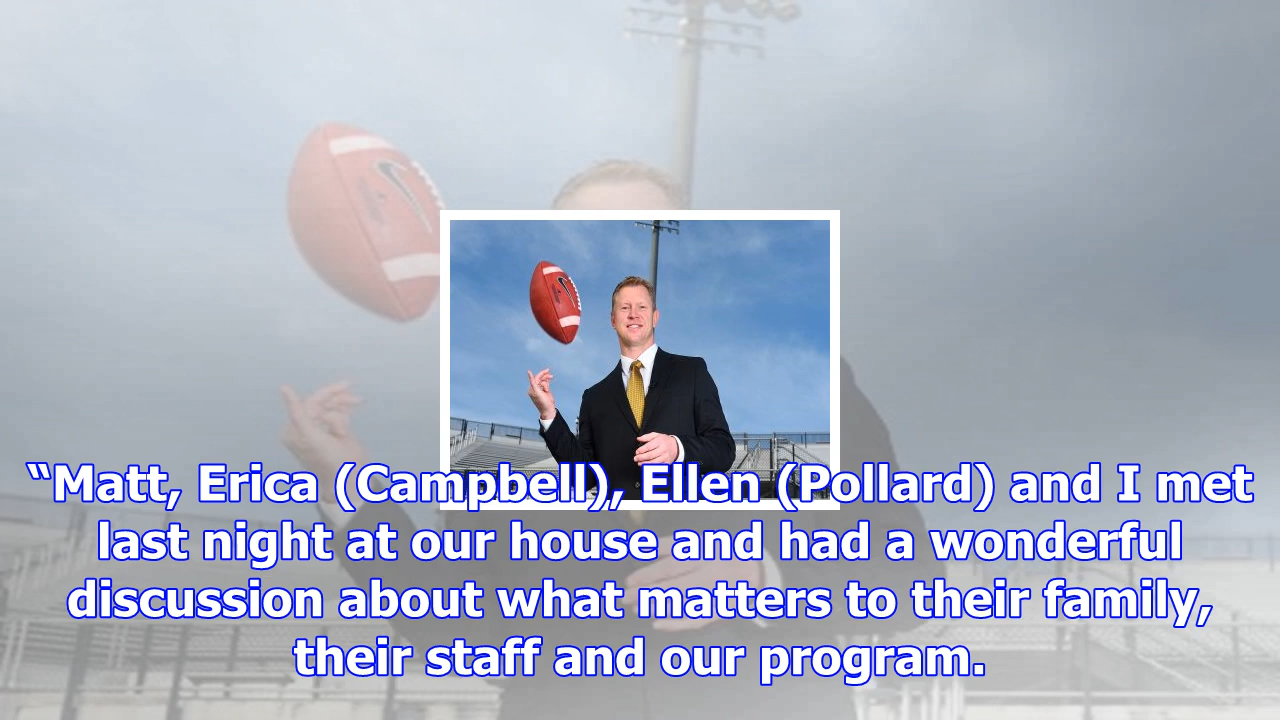 “Matt, Erica (Campbell), Ellen (Pollard) and I met
last night at our house and had a wonderful
discussion about what matters to their family,
their staff and our program.